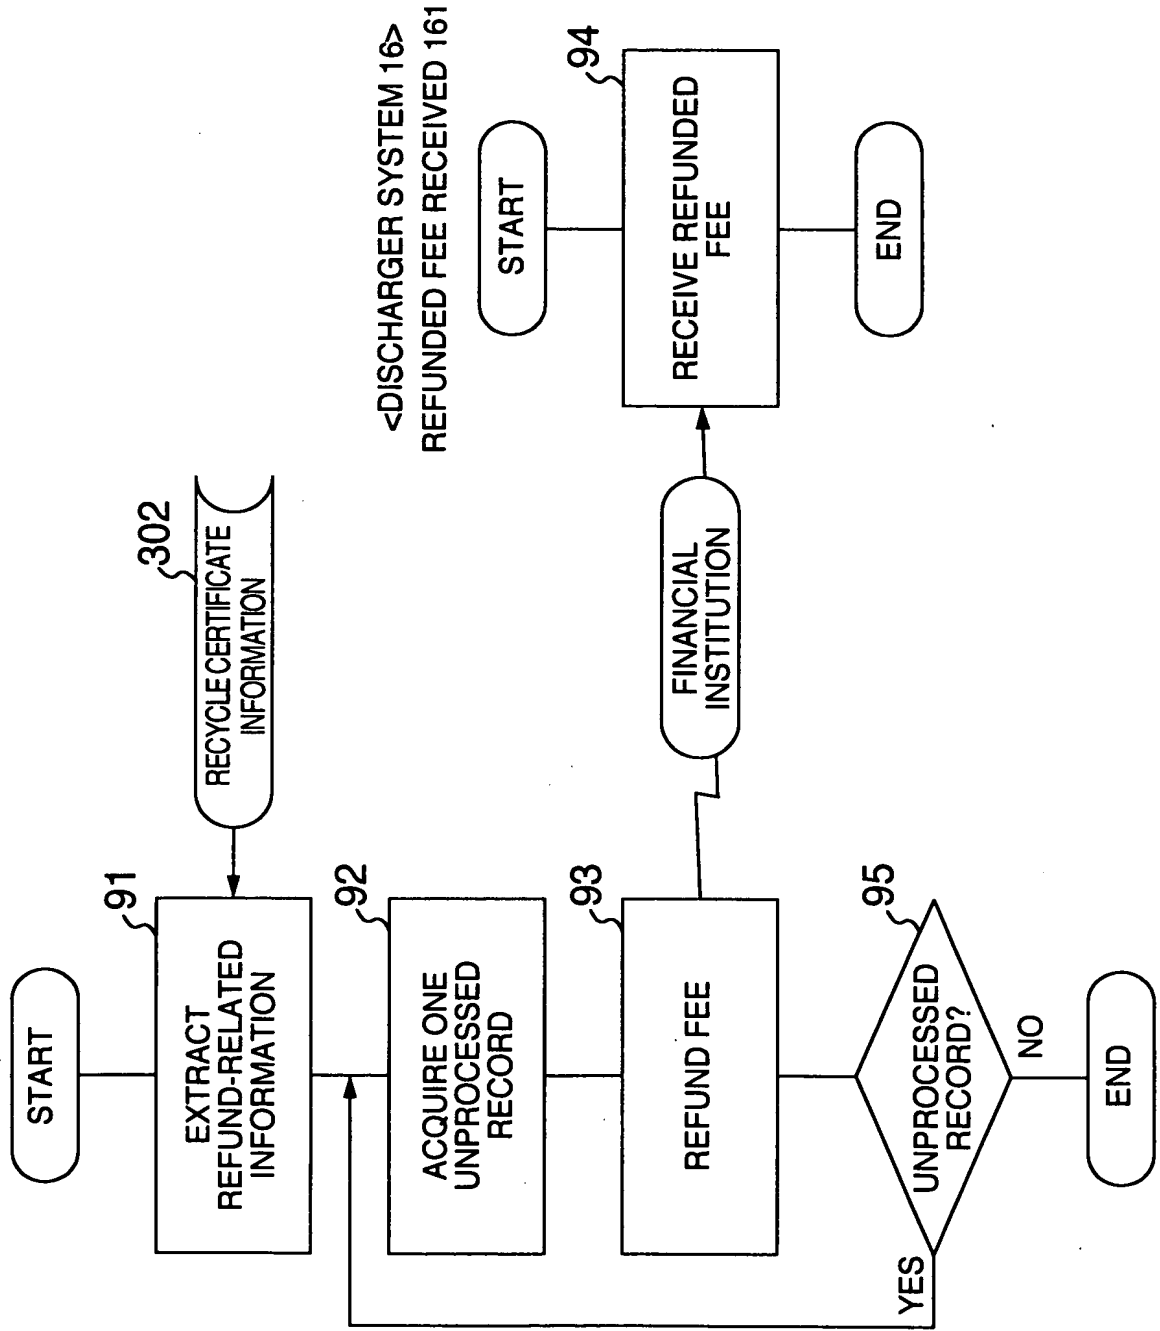 START
91
EXTRACT
REFUND-RELATED
INFORMATION
302
RECYCLE CERTIFICATE
INFORMATION
92
ACQUIRE ONE
UNPROCESSED
RECORD
93
REFUND FEE
95
UNPROCESSED
RECORD?
YES
NO
END
FINANCIAL
INSTITUTION
<DISCHARGER SYSTEM 16>
REFUNDED FEE RECEIVED 161
START
94
RECEIVE REFUNDED
FEE
END